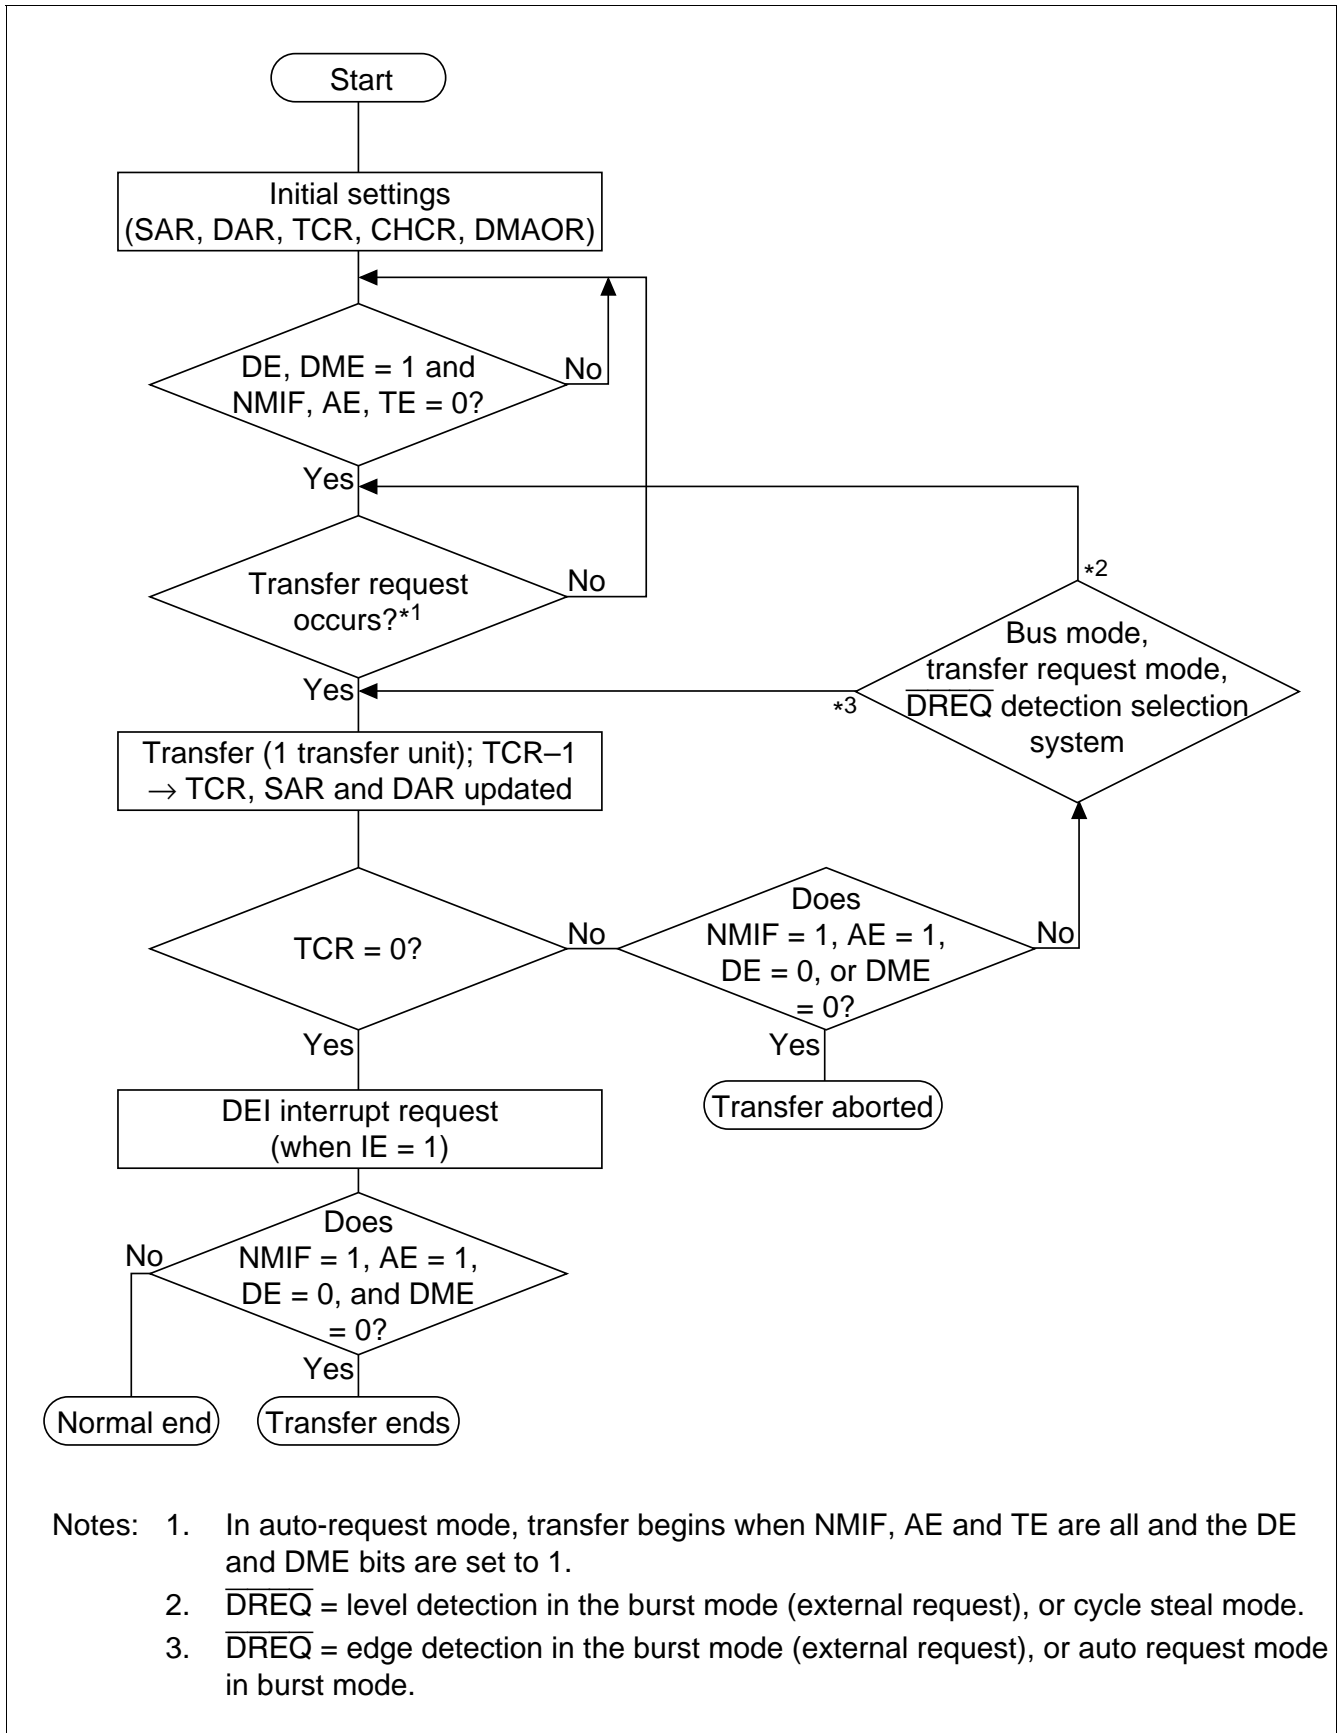 Start
Initial settings
(SAR, DAR, TCR, CHCR, DMAOR)
DE, DME = 1 and
NMIF, AE, TE = 0?
No
Yes
Transfer request
occurs?*1
No
Yes
*2
Bus mode,
transfer request mode,
DREQ detection selection
system
*3
Transfer (1 transfer unit); TCR–1
→ TCR, SAR and DAR updated
TCR = 0?
No
Does
NMIF = 1, AE = 1,
DE = 0, or DME
= 0?
No
Yes
Yes
Transfer aborted
DEI interrupt request
(when IE = 1)
Does
NMIF = 1, AE = 1,
DE = 0, and DME
= 0?
No
Yes
Normal end
Transfer ends
Notes: 1. In auto-request mode, transfer begins when NMIF, AE and TE are all and the DE
and DME bits are set to 1.
2. DREQ = level detection in the burst mode (external request), or cycle steal mode.
3. DREQ = edge detection in the burst mode (external request), or auto request mode
in burst mode.